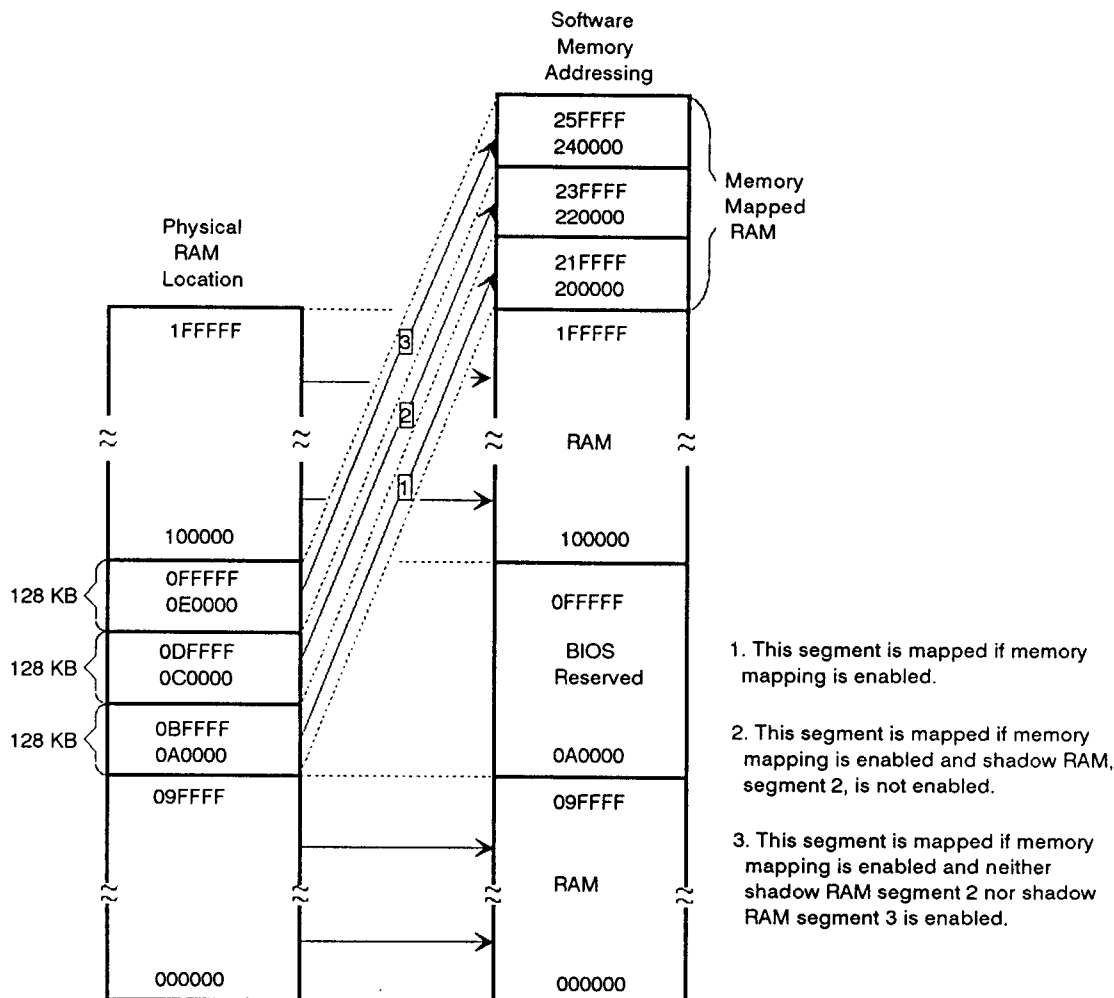 Software
Memory
Addressing
25FFFF
240000
23FFFF
220000
21FFFF
200000
Memory
Mapped
RAM
Physical
RAM
Location
1FFFFF
1FFFFF
3
2
1
RAM
100000
100000
128 KB
0FFFFF
0E0000
128 KB
0DFFFF
0C0000
128 KB
0BFFFF
0A0000
0FFFFF
BIOS
Reserved
0A0000
09FFFF
09FFFF
RAM
000000
000000
1. This segment is mapped if memory
mapping is enabled.
2. This segment is mapped if memory
mapping is enabled and shadow RAM,
segment 2, is not enabled.
3. This segment is mapped if memory
mapping is enabled and neither
shadow RAM segment 2 nor shadow
RAM segment 3 is enabled.